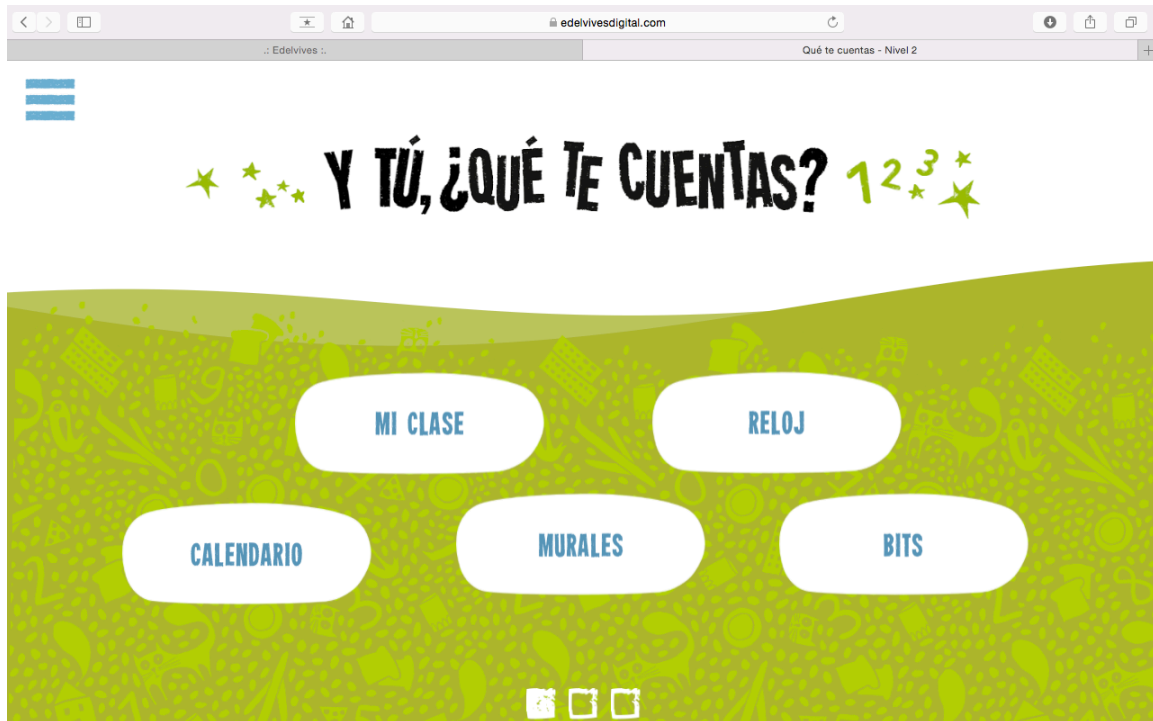 edelvivesdigital.com
.: Edelvives :.
Qué te cuentas - Nivel 2
Y TÚ, ¿QUÉ TE CUENTAS? 1 2 3
MI CLASE
RELOJ
CALENDARIO
MURALES
BITS